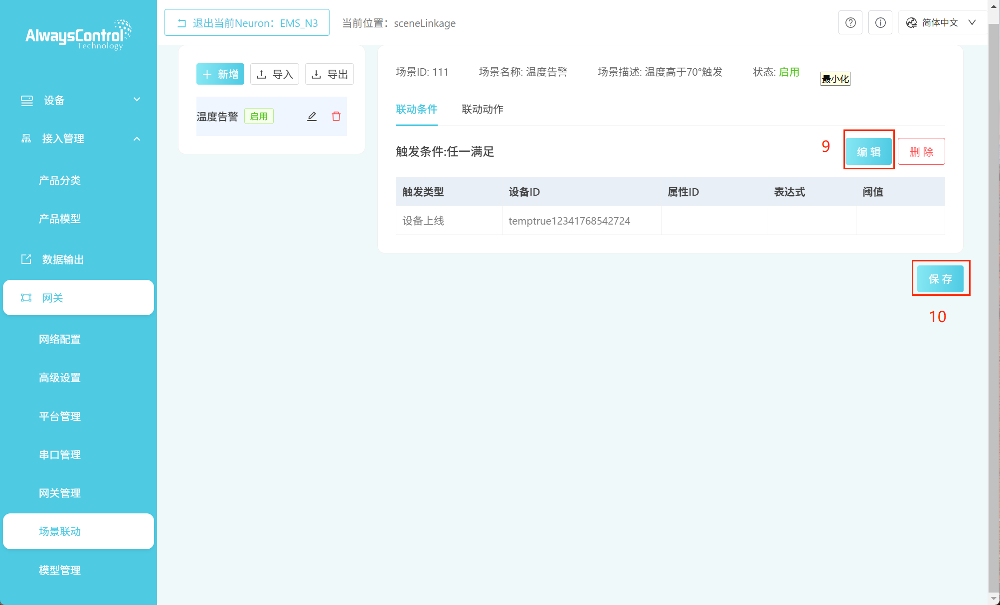 AlwaysControl
Technology
退出当前Neuron：EMS_N3
当前位置：sceneLinkage
简体中文
设备
接入管理
产品分类
产品模型
数据输出
网关
网络配置
高级设置
平台管理
串口管理
网关管理
场景联动
模型管理
新增
导入
导出
温度告警
启用
场景ID: 111
场景名称: 温度告警
场景描述: 温度高于70°触发
状态: 启用
最小化
联动条件
联动动作
触发条件:任一满足
9
编 辑
删 除
触发类型 设备ID 属性ID 表达式 阈值
设备上线 temptrue12341768542724
保 存
10